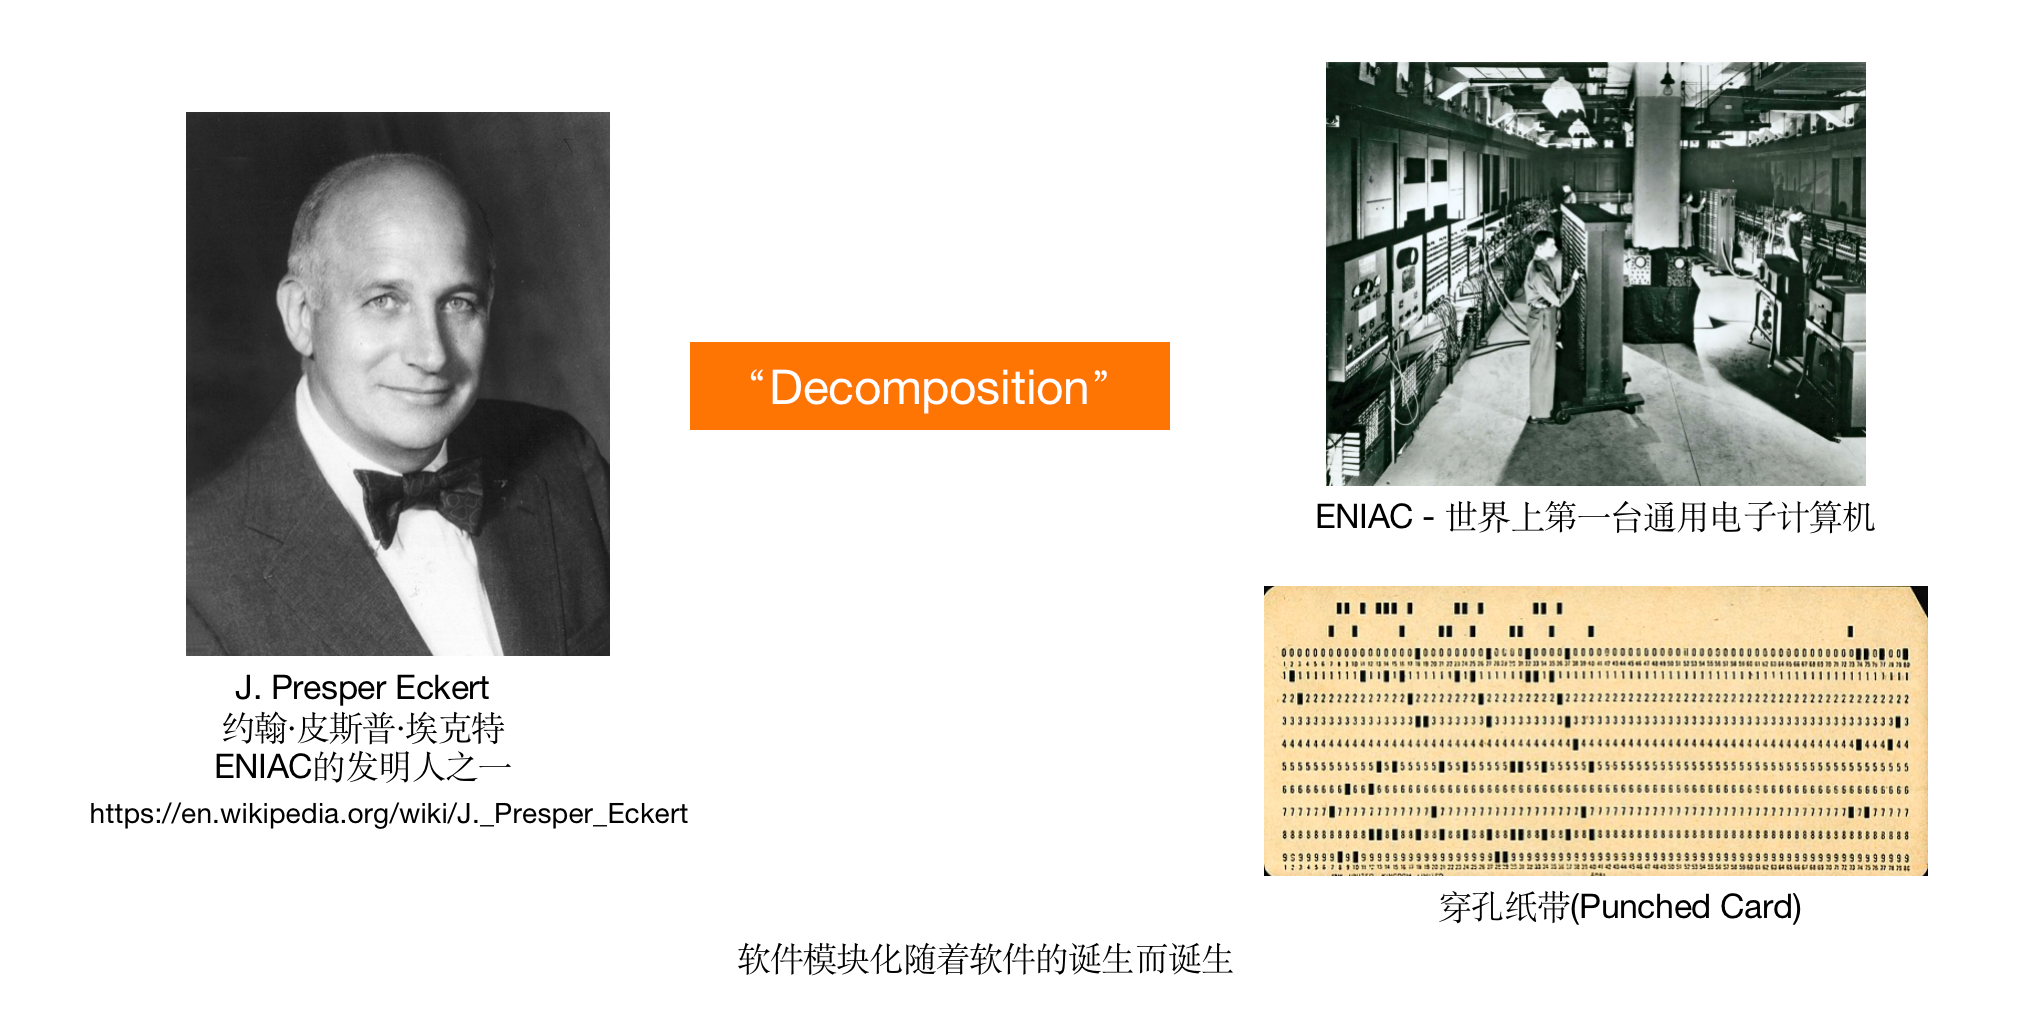 “Decomposition”
J. Presper Eckert
约翰·皮斯普·埃克特
ENIAC的发明人之一
https://en.wikipedia.org/wiki/J._Presper_Eckert
ENIAC - 世界上第一台通用电子计算机
穿孔纸带(Punched Card)
软件模块化随着软件的诞生而诞生